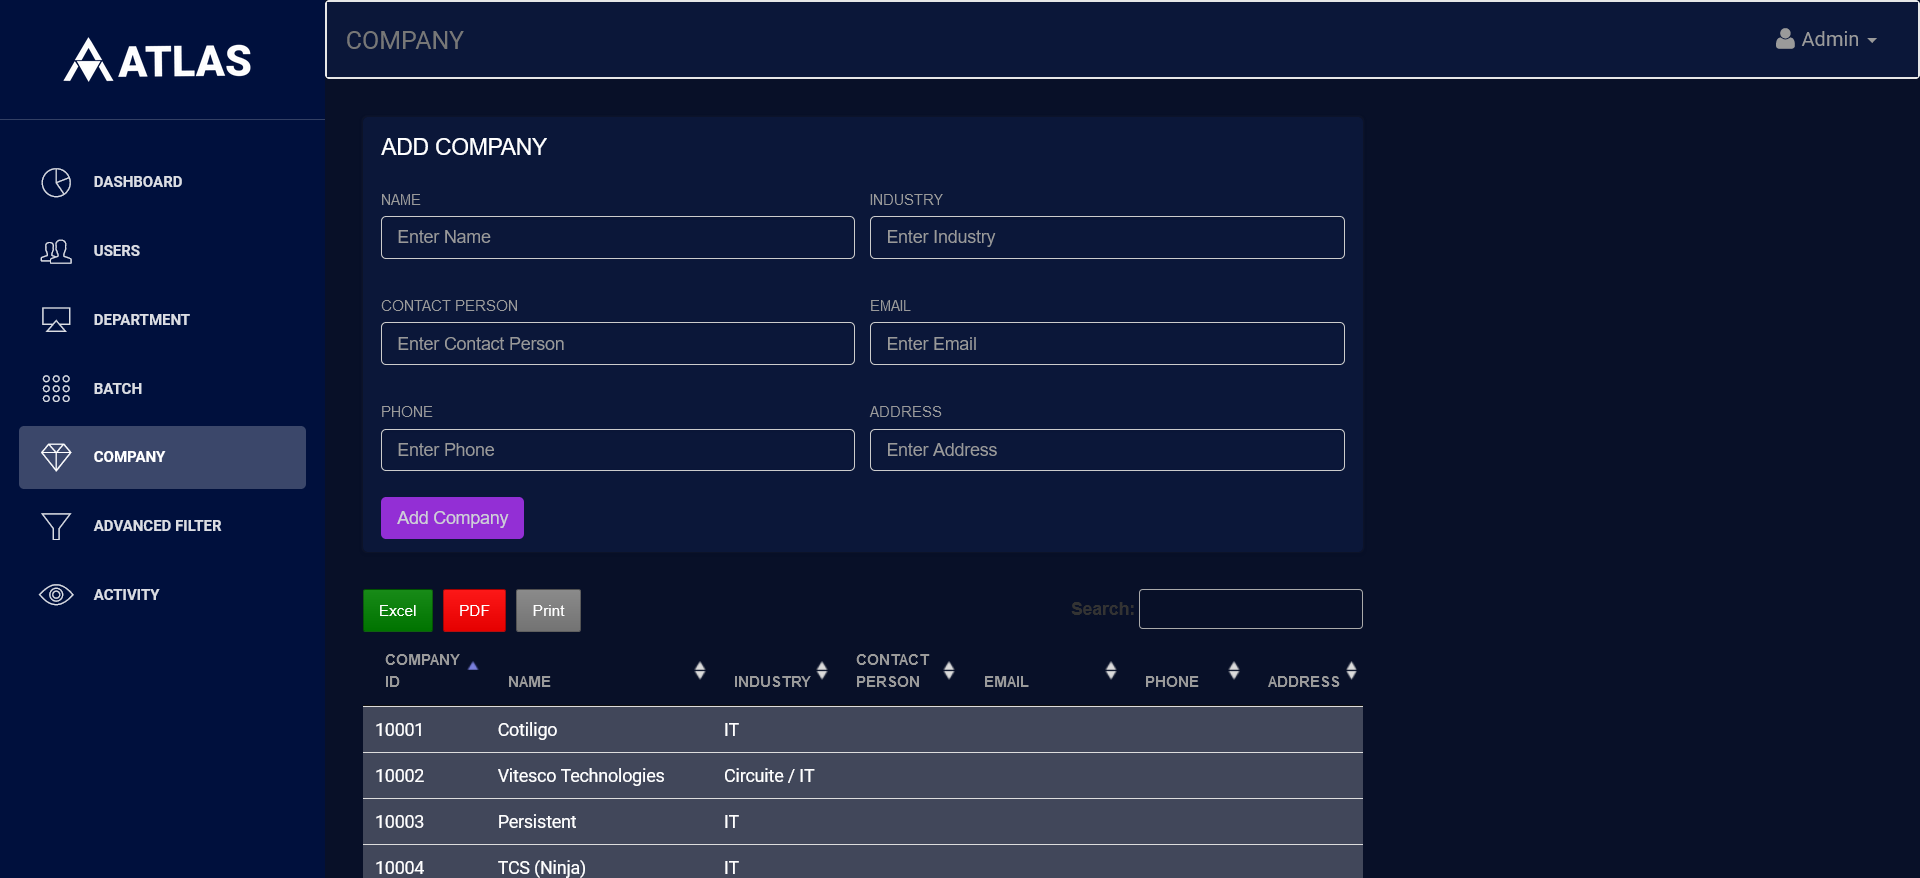 ATLAS
COMPANY
Admin
DASHBOARD
USERS
DEPARTMENT
BATCH
COMPANY
ADVANCED FILTER
ACTIVITY
ADD COMPANY
NAME INDUSTRY
Enter Name Enter Industry
CONTACT PERSON EMAIL
Enter Contact Person Enter Email
PHONE ADDRESS
Enter Phone Enter Address
Add Company
Excel PDF Print Search:
COMPANY ID NAME INDUSTRY CONTACT PERSON EMAIL PHONE ADDRESS
10001 Cotiligo IT
10002 Vitesco Technologies Circuite / IT
10003 Persistent IT
10004 TCS (Ninja) IT